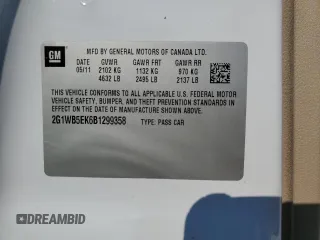 GM
MFD BY GENERAL MOTORS OF CANADA LTD.
DATE GVWR GAWR FRT GAWR RR
05/11 2102 KG 1132 KG 970 KG
4632 LB 2495 LB 2137 LB
THIS VEHICLE CONFORMS TO ALL APPLICABLE U.S. FEDERAL MOTOR
VEHICLE SAFETY, BUMPER, AND THEFT PREVENTION STANDARDS
IN EFFECT ON THE DATE OF MANUFACTURE SHOWN ABOVE.
2G1WB5EK6B1299358 TYPE: PASS CAR
DREAMBID